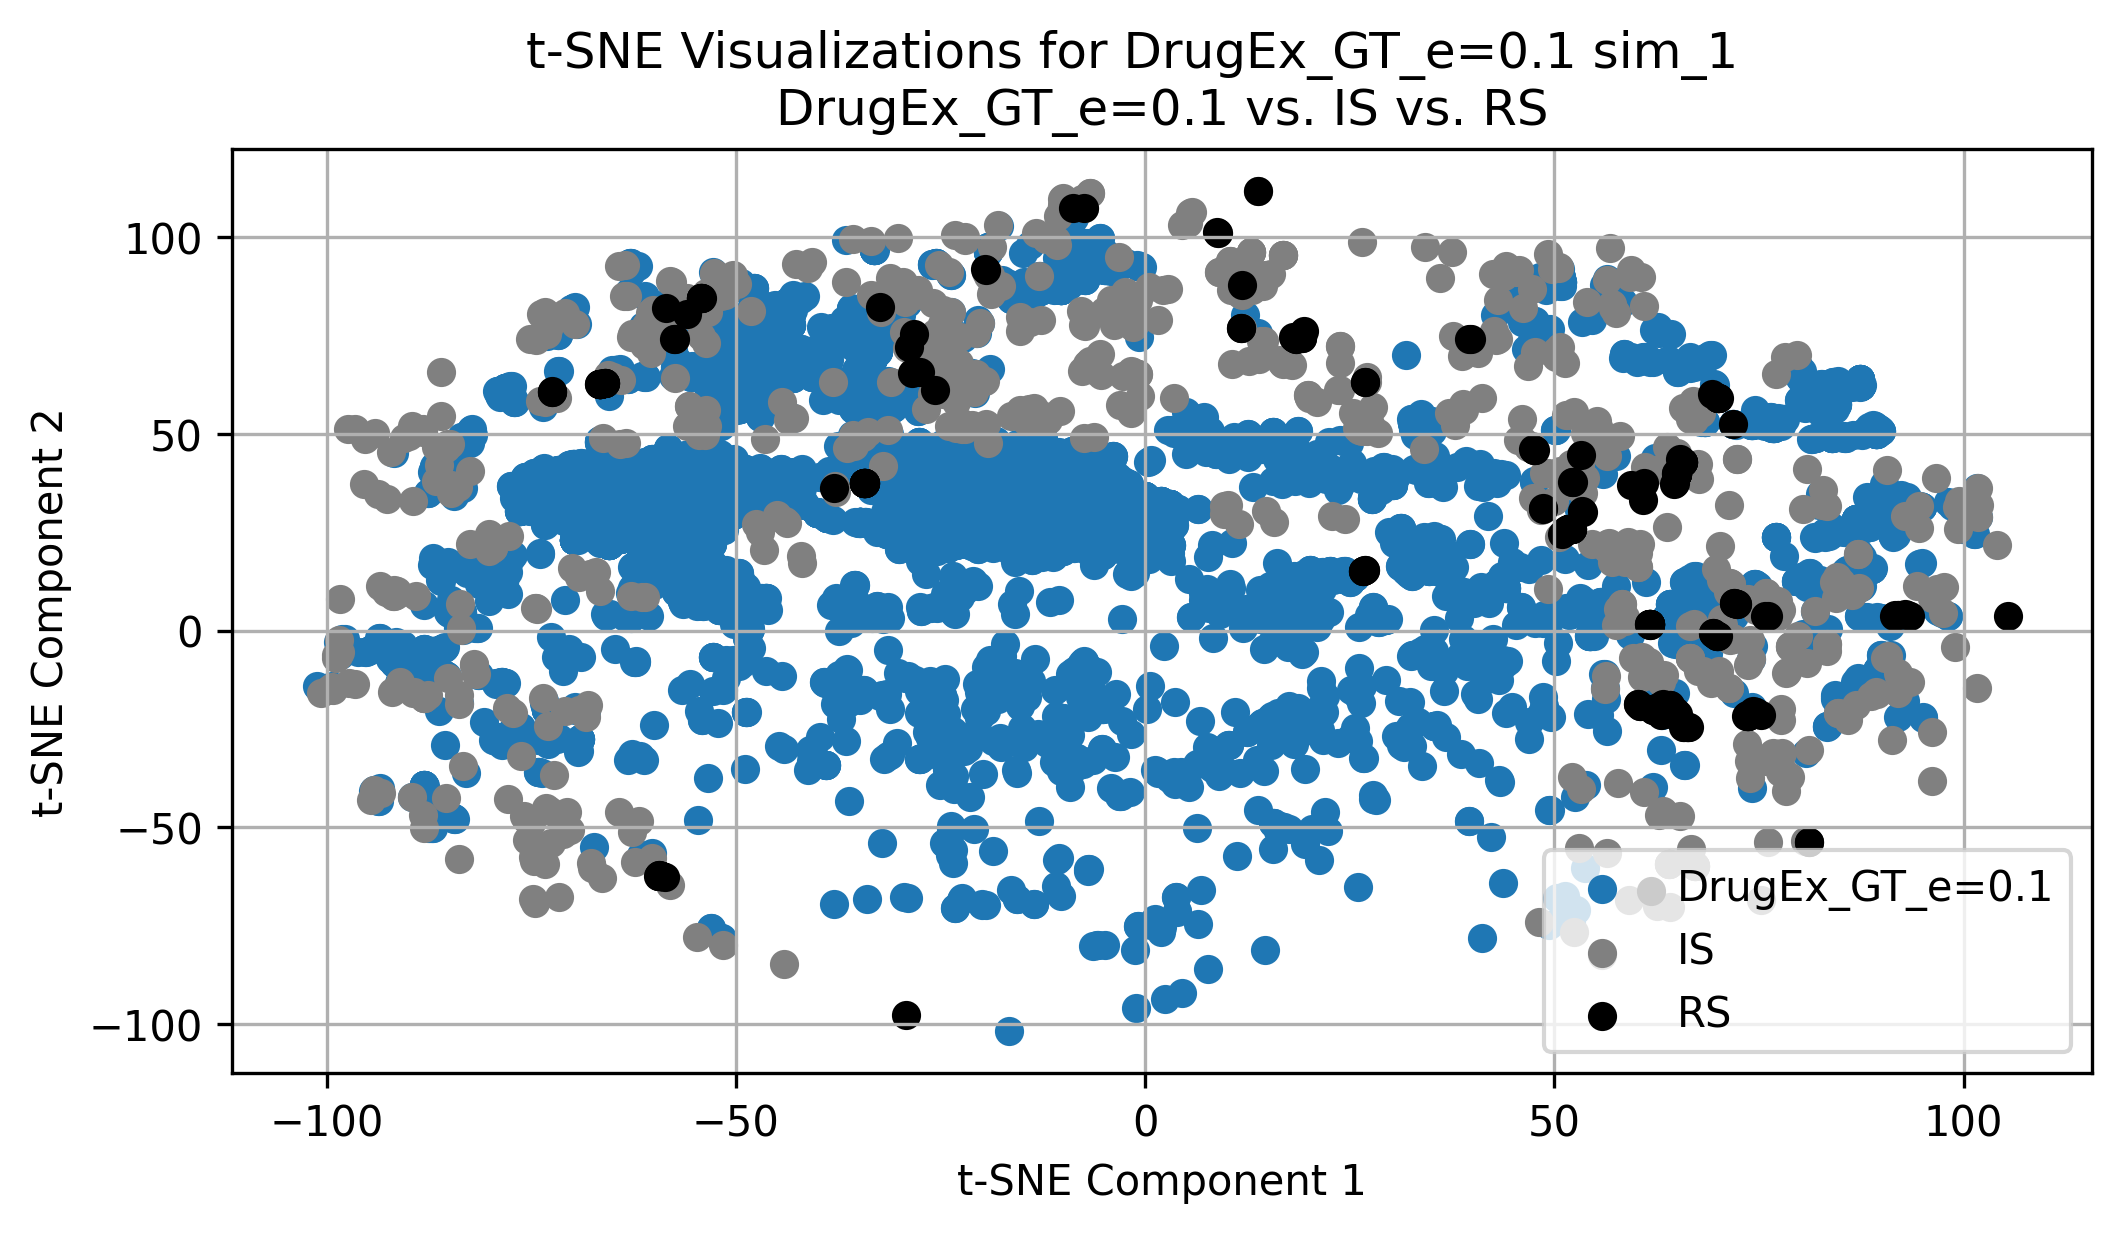 t-SNE Visualizations for DrugEx_GT_e=0.1 sim_1
DrugEx_GT_e=0.1 vs. IS vs. RS
t-SNE Component 2
100
50
0
−50
−100
DrugEx_GT_e=0.1
IS
RS
−100
−50
0
50
100
t-SNE Component 1